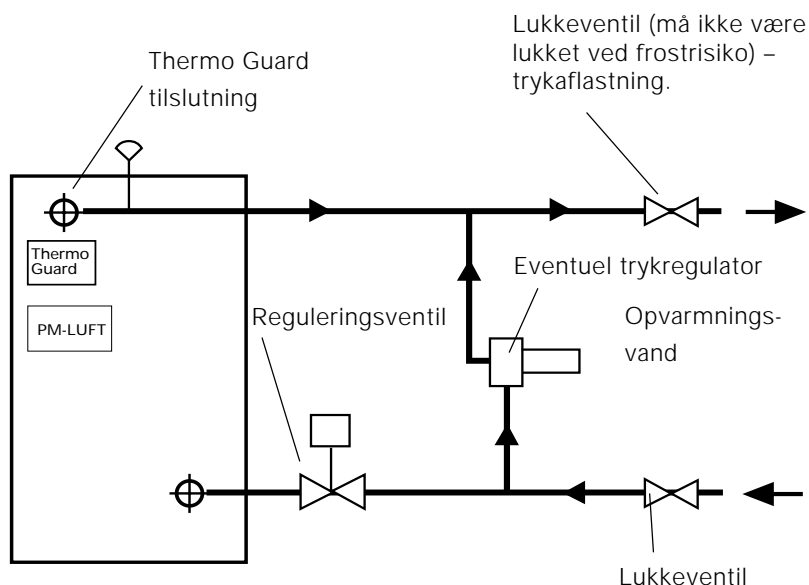 Thermo Guard
tilslutning
Lukkeventil (må ikke være
lukket ved frostrisiko) –
trykaflastning.
Thermo
Guard
PM-LUFT
Reguleringsventil
Eventuel trykregulator
Opvarmnings-
vand
Lukkeventil